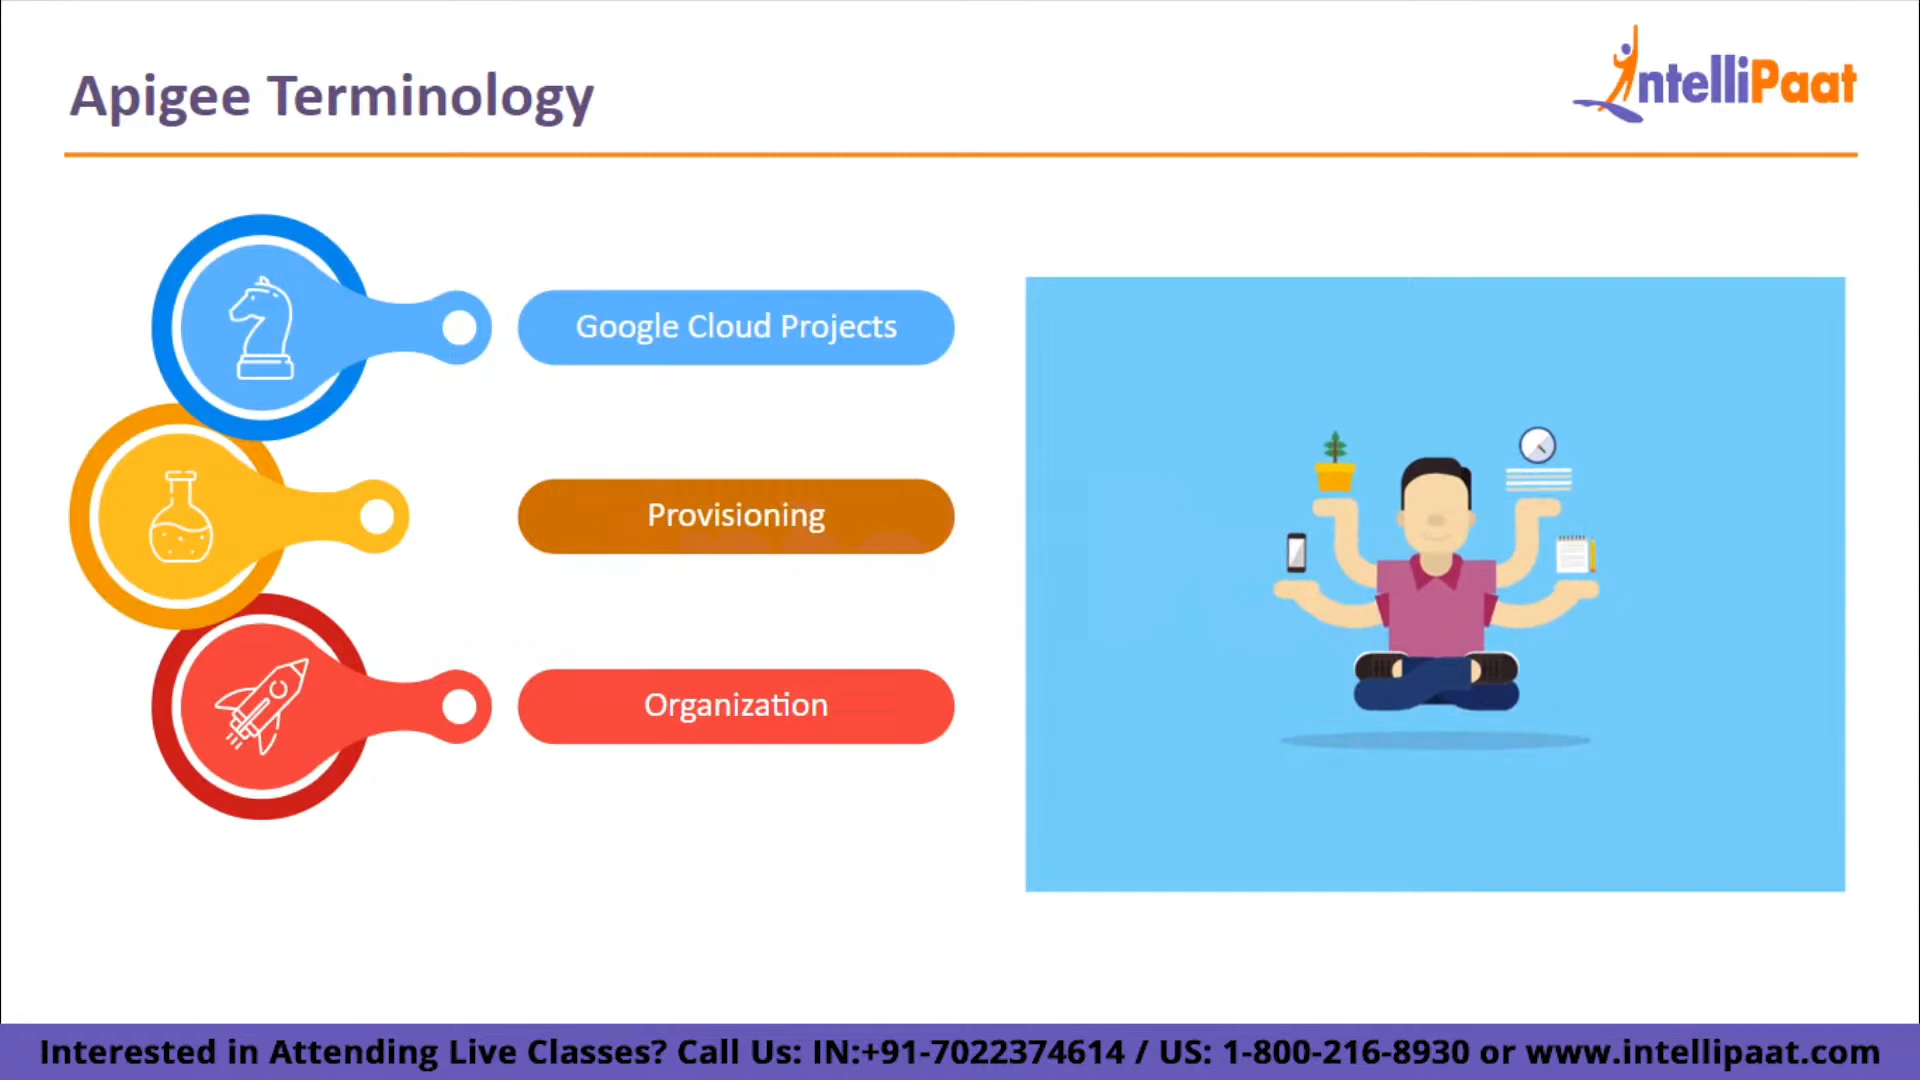 Apigee Terminology
IntelliPaat
Google Cloud Projects
Provisioning
Organization
Interested in Attending Live Classes? Call Us: IN:+91-7022374614 / US: 1-800-216-8930 or www.intellipaat.com